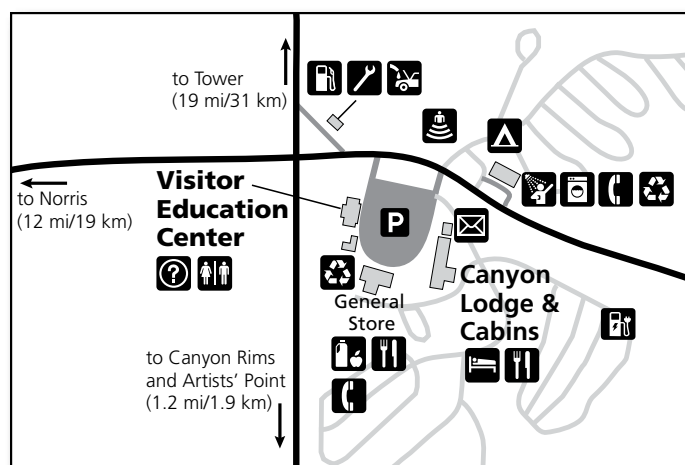 to Tower
(19 mi/31 km)
to Norris
(12 mi/19 km)
Visitor
Education
Center
?
P
General
Store
Canyon
Lodge &
Cabins
to Canyon Rims
and Artists’ Point
(1.2 mi/1.9 km)